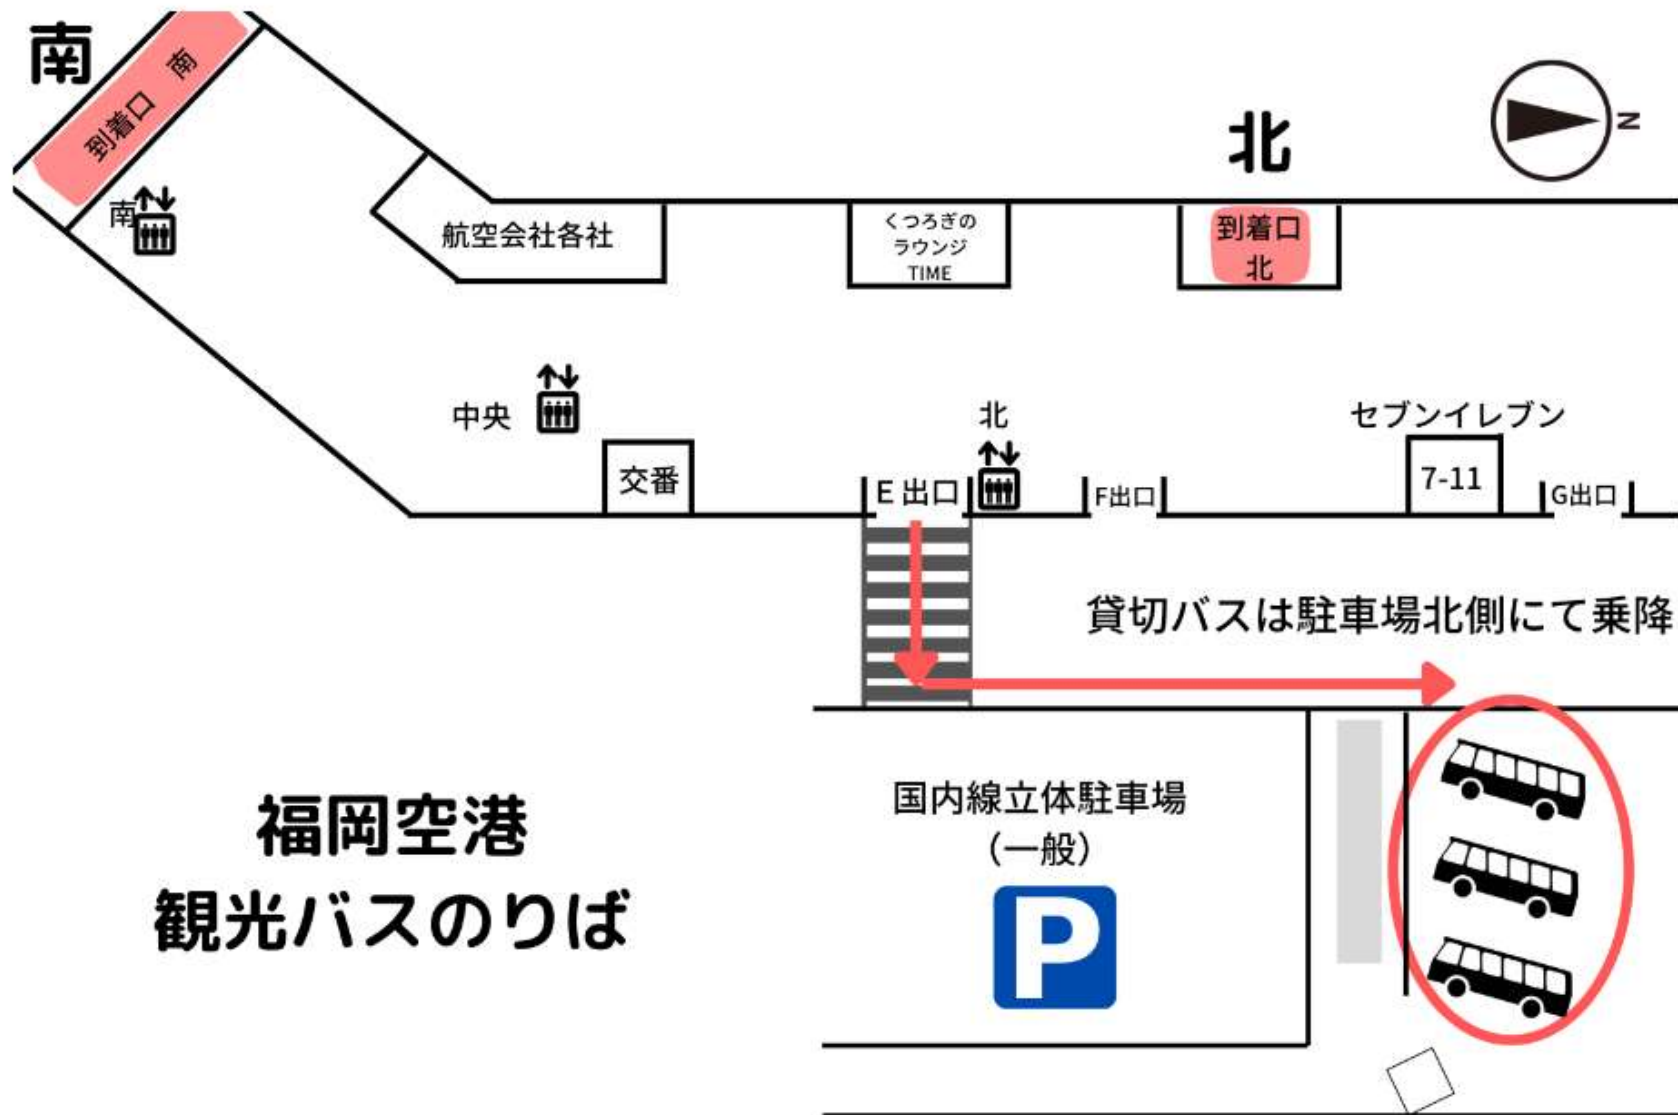 南
到着口 南
南
北
N
航空会社各社
くつろぎの
ラウンジ
TIME
到着口
北
中央
交番
E 出口
北
F出口
セブンイレブン
7-11
G出口
貸切バスは駐車場北側にて乗降
国内線立体駐車場
（一般）
P
福岡空港
観光バスのりば